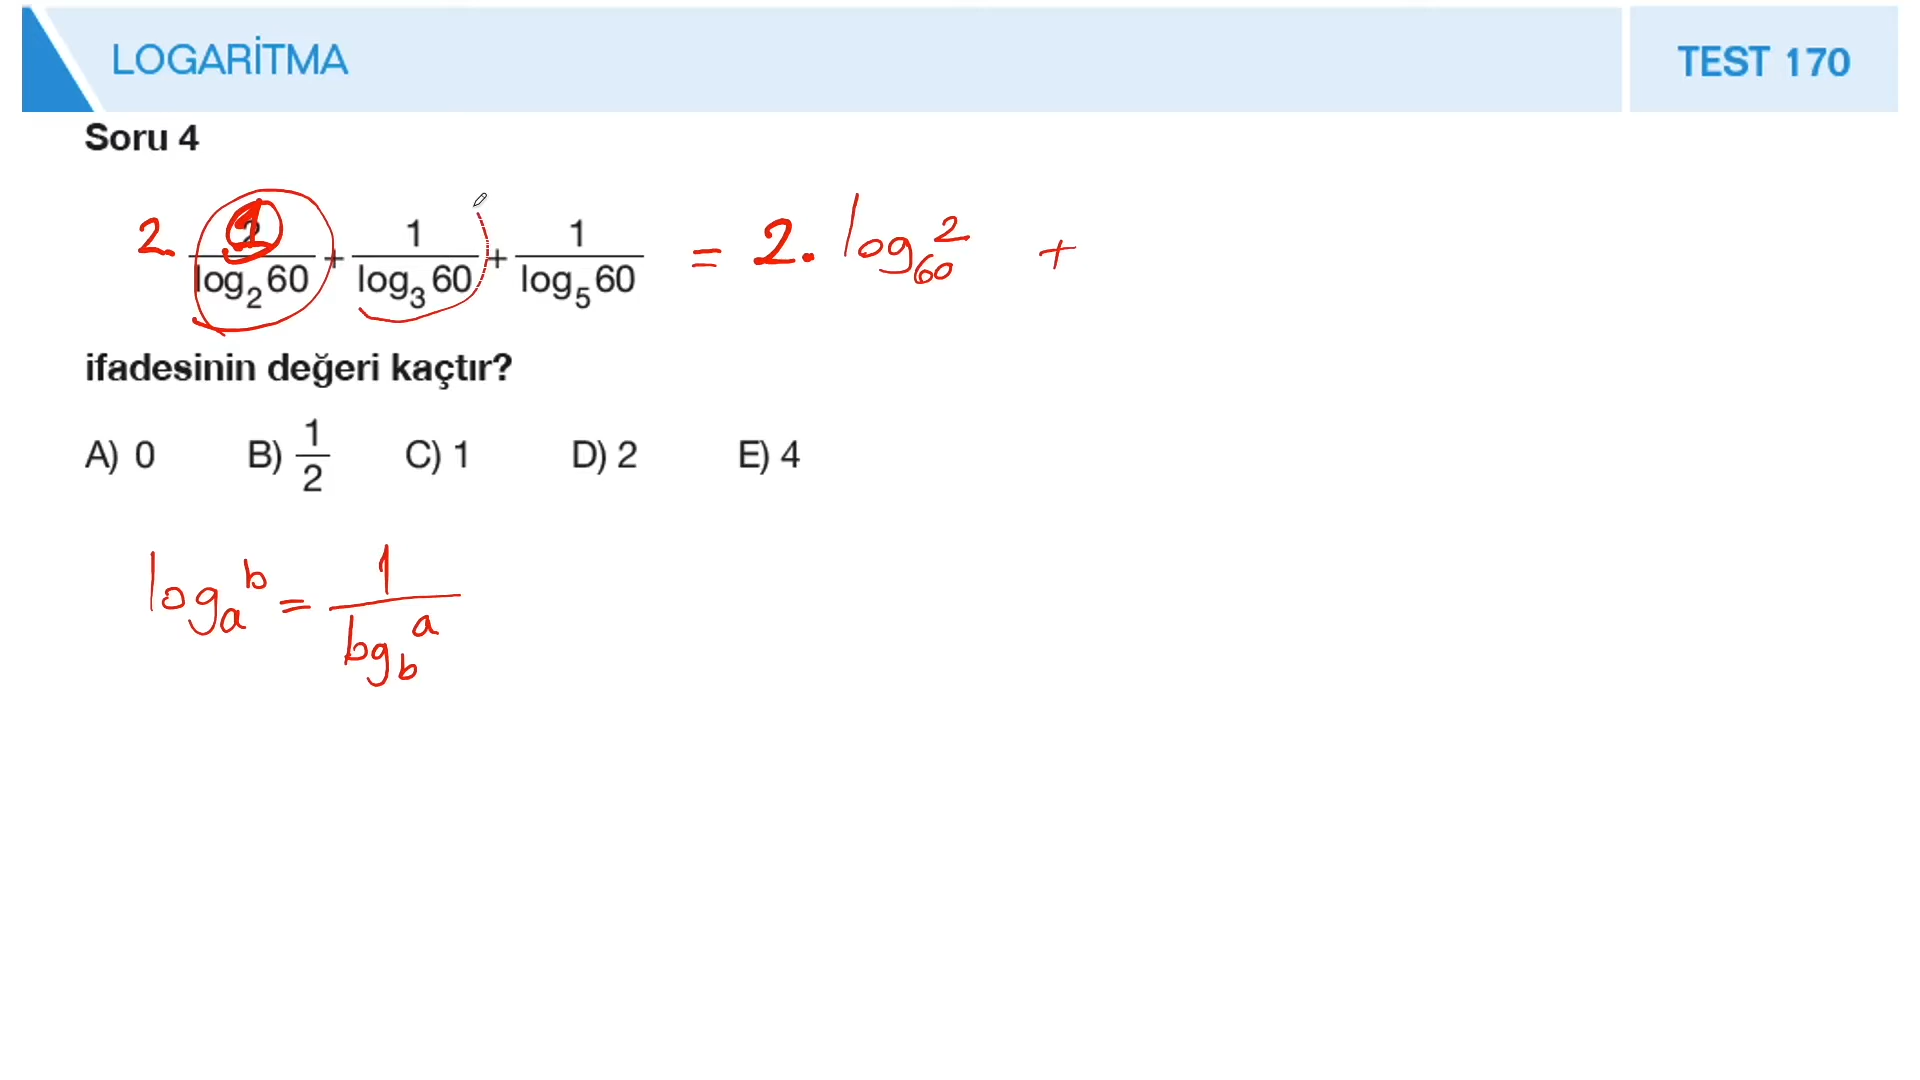 LOGARİTMA
TEST 170
Soru 4
2. 1/log₂60 + 1/log₃60 + 1/log₅60 = 2. log₆₀2 +
ifadesinin değeri kaçtır?
A) 0 B) 1/2 C) 1 D) 2 E) 4
logₐb = 1/log_b a